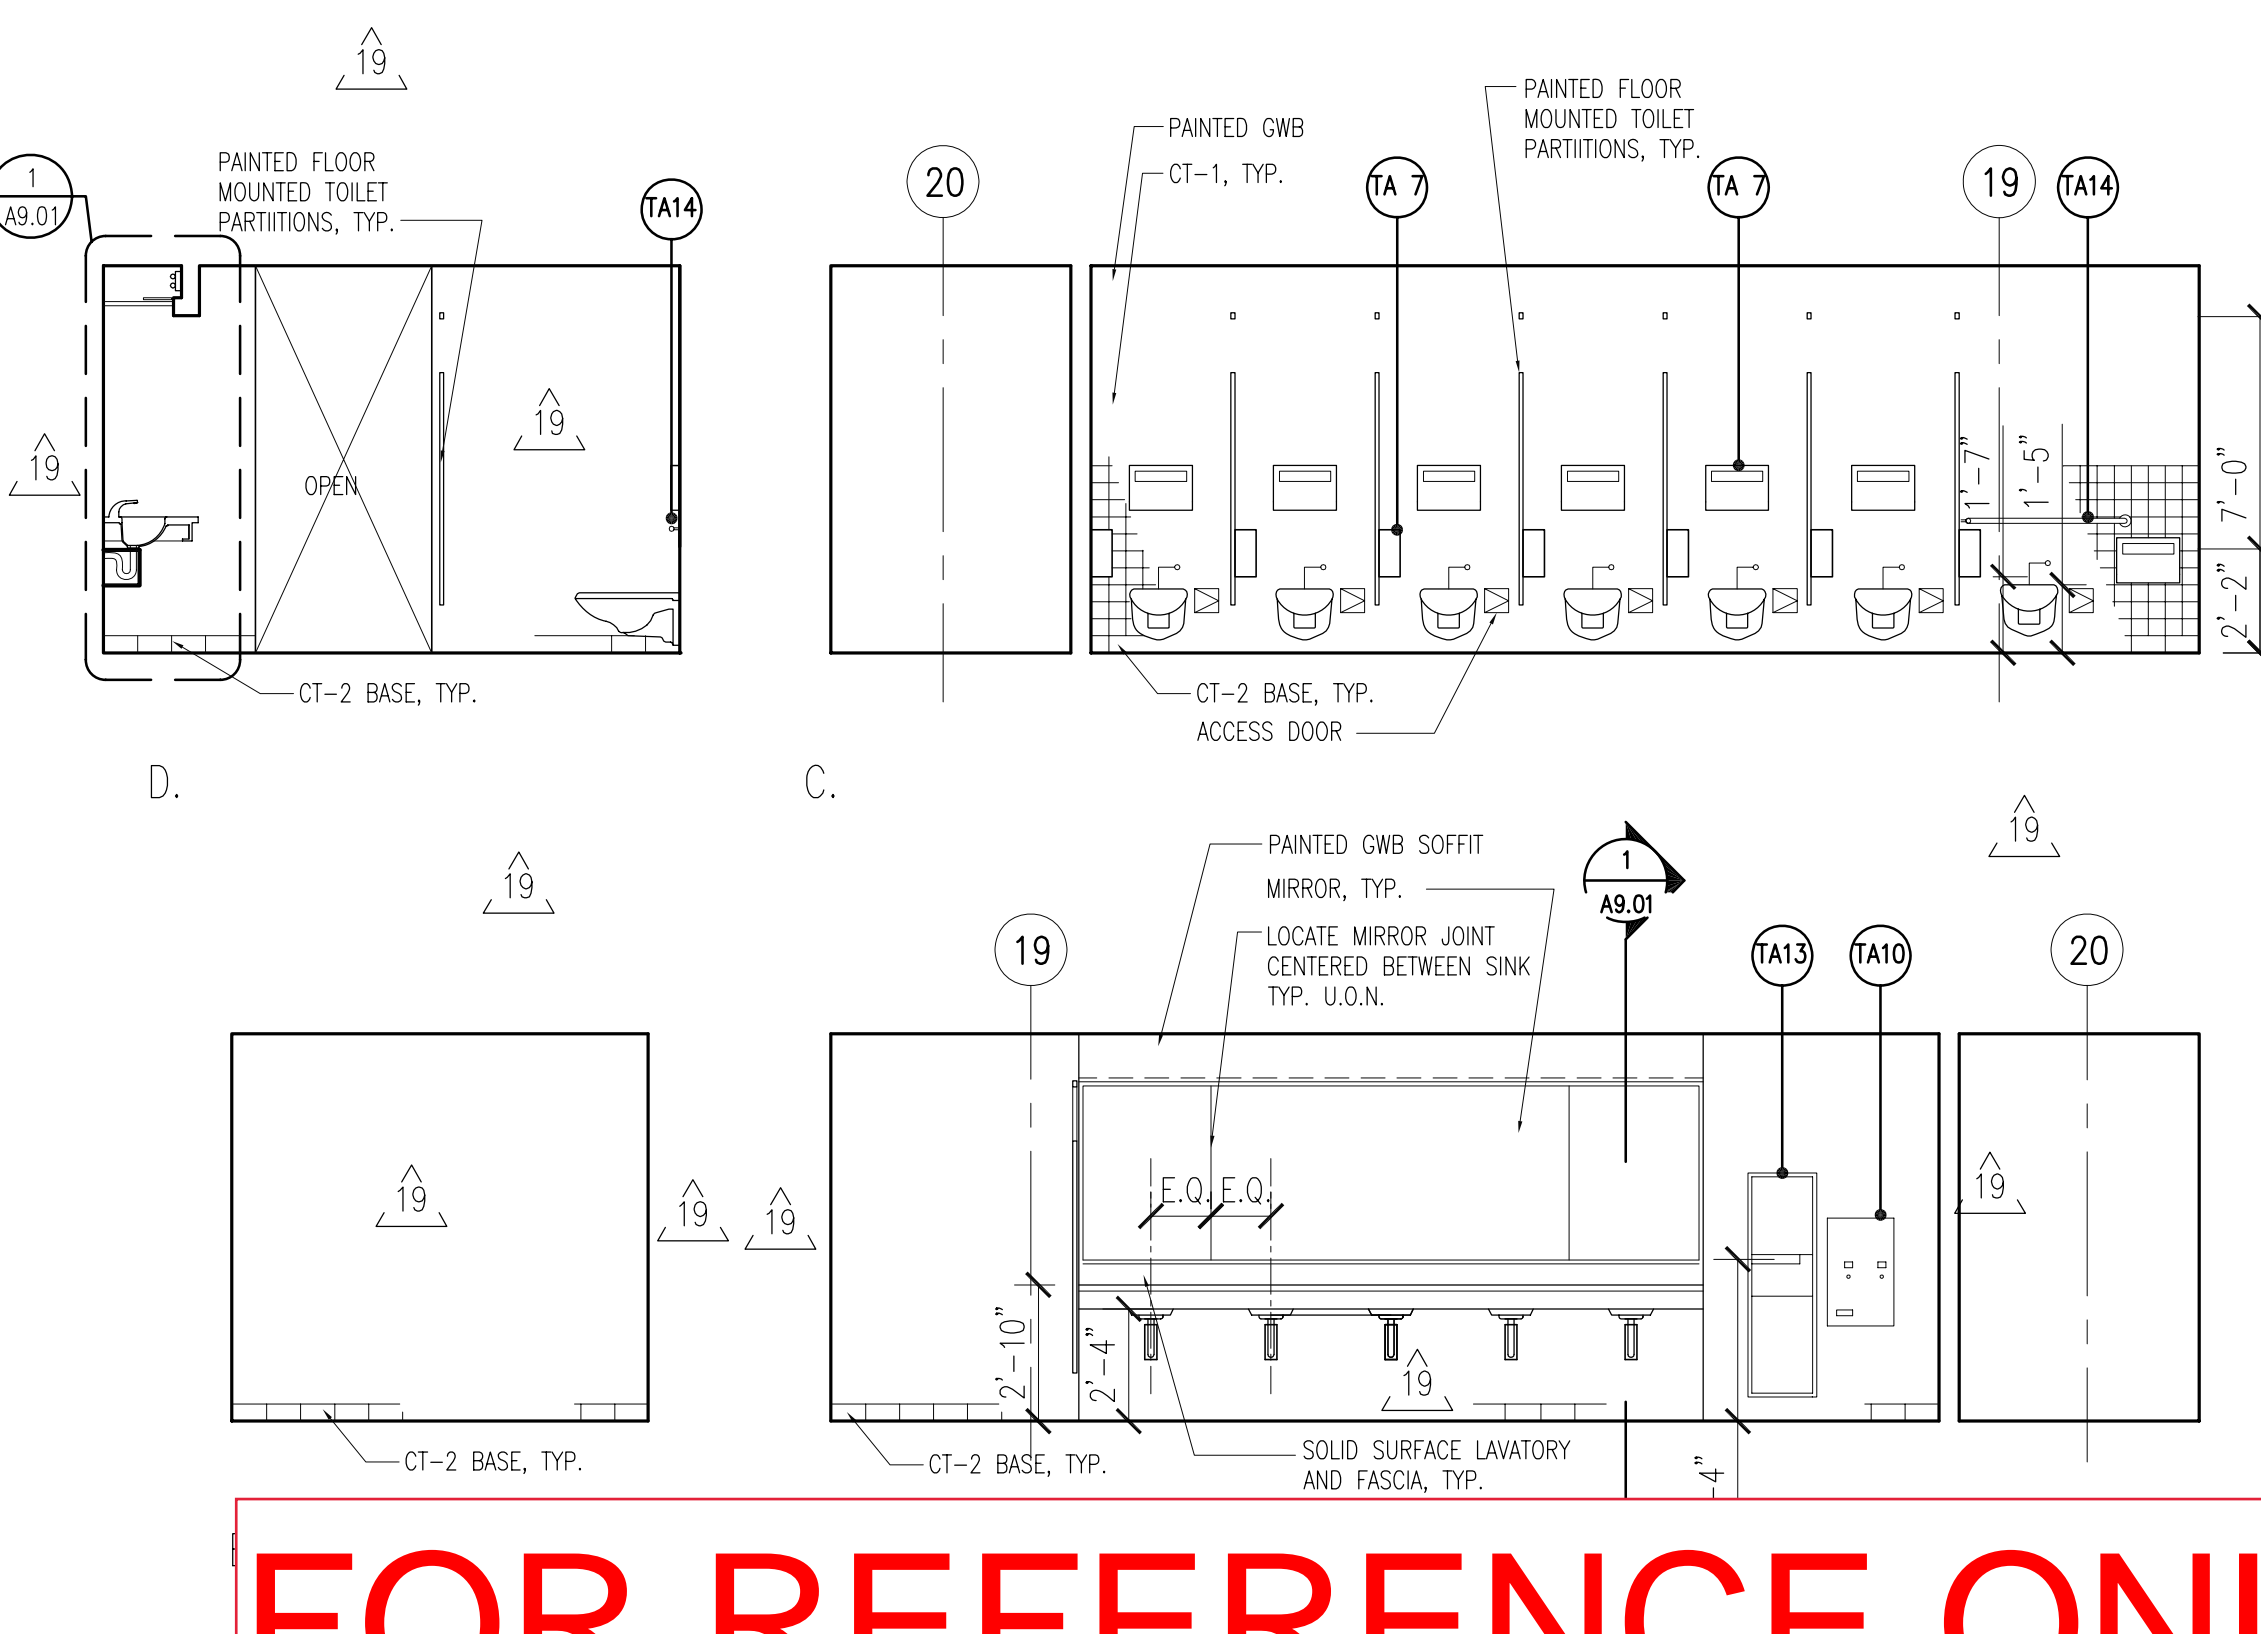 19
PAINTED FLOOR
MOUNTED TOILET
PARTIITIONS, TYP.
PAINTED GWB
CT-1, TYP.
PAINTED FLOOR
MOUNTED TOILET
PARTIITIONS, TYP.
1
A9.01
TA14
20
TA 7
TA 7
19
TA14
19
19
OPEN
1'-7"
1'-5"
7'-0"
2'-2"
CT-2 BASE, TYP.
CT-2 BASE, TYP.
ACCESS DOOR
D.
C.
19
19
PAINTED GWB SOFFIT
MIRROR, TYP.
LOCATE MIRROR JOINT
CENTERED BETWEEN SINK
TYP. U.O.N.
1
A9.01
19
TA13
TA10
20
19
19
19
19
E.Q.
E.Q.
2'-10"
2'-4"
19
CT-2 BASE, TYP.
CT-2 BASE, TYP.
SOLID SURFACE LAVATORY
AND FASCIA, TYP.
-4"
FOR REFERENCE ONL